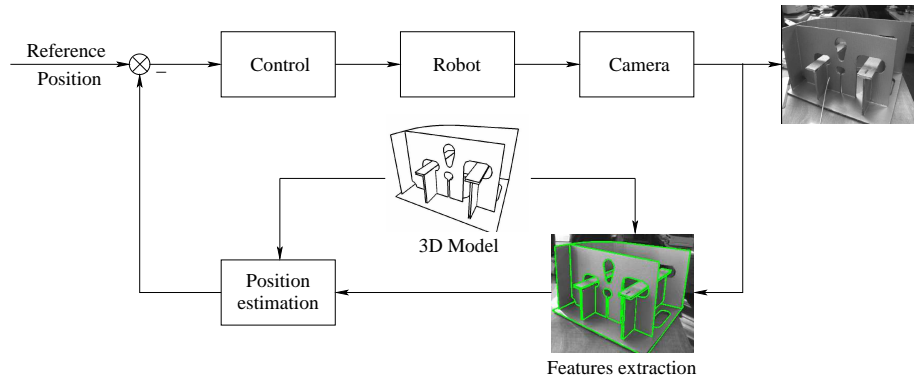 Reference
Position
–
Control
Robot
Camera
3D Model
Position
estimation
Features extraction